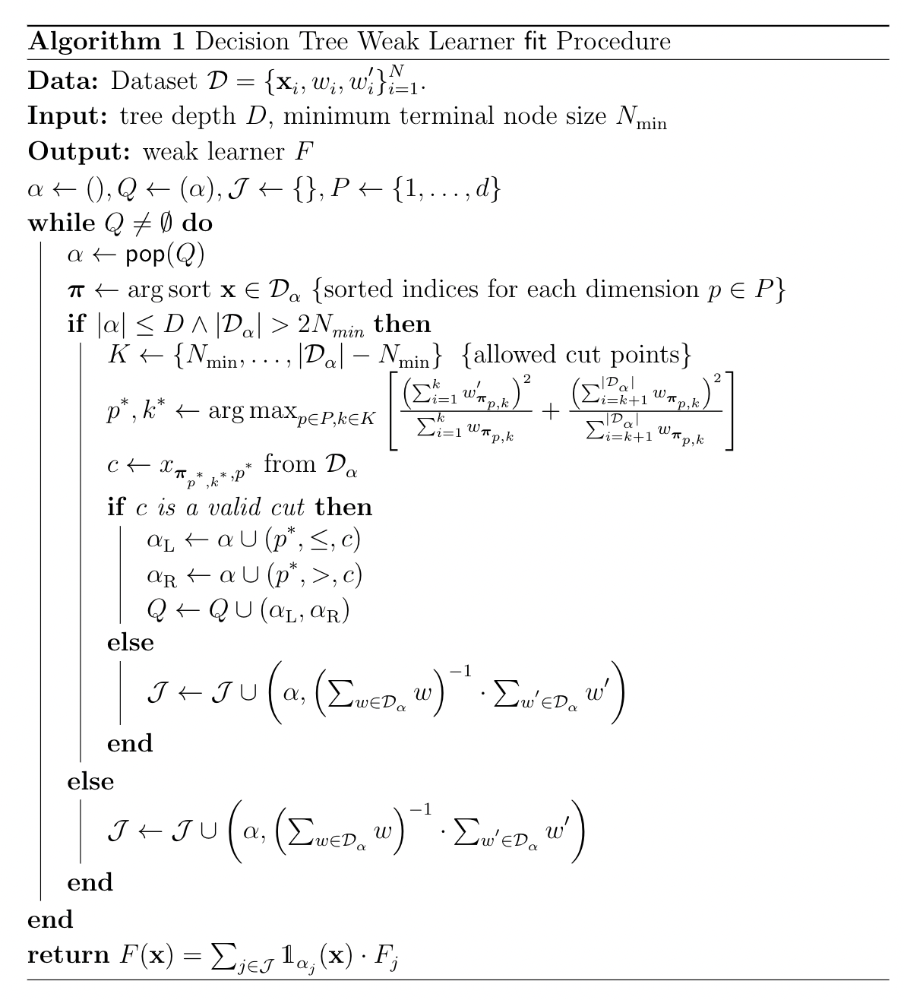 Algorithm 1 Decision Tree Weak Learner fit Procedure
Data: Dataset $\mathcal{D} = \{\mathbf{x}_i, w_i, w'_i\}_{i=1}^{N}$.
Input: tree depth $D$, minimum terminal node size $N_{\min}$
Output: weak learner $F$
$\alpha \leftarrow (), Q \leftarrow (\alpha), \mathcal{J} \leftarrow \{\}, P \leftarrow \{1, \ldots, d\}$
while $Q \neq \emptyset$ do
$\alpha \leftarrow \mathsf{pop}(Q)$
$\boldsymbol{\pi} \leftarrow \arg\text{sort } \mathbf{x} \in \mathcal{D}_\alpha$ {sorted indices for each dimension $p \in P$}
if $|\alpha| \leq D \wedge |\mathcal{D}_\alpha| > 2N_{min}$ then
$K \leftarrow \{N_{\min}, \ldots, |\mathcal{D}_\alpha| - N_{\min}\}$ {allowed cut points}
$p^*, k^* \leftarrow \arg\max_{p \in P, k \in K} \left[ \frac{\left(\sum_{i=1}^{k} w'_{\boldsymbol{\pi}_{p,k}}\right)^2}{\sum_{i=1}^{k} w_{\boldsymbol{\pi}_{p,k}}} + \frac{\left(\sum_{i=k+1}^{|\mathcal{D}_\alpha|} w_{\boldsymbol{\pi}_{p,k}}\right)^2}{\sum_{i=k+1}^{|\mathcal{D}_\alpha|} w_{\boldsymbol{\pi}_{p,k}}} \right]$
$c \leftarrow x_{\boldsymbol{\pi}_{p^*,k^*},p^*}$ from $\mathcal{D}_\alpha$
if c is a valid cut then
$\alpha_{\mathrm{L}} \leftarrow \alpha \cup (p^*, \leq, c)$
$\alpha_{\mathrm{R}} \leftarrow \alpha \cup (p^*, >, c)$
$Q \leftarrow Q \cup (\alpha_{\mathrm{L}}, \alpha_{\mathrm{R}})$
else
$\mathcal{J} \leftarrow \mathcal{J} \cup \left(\alpha, \left(\sum_{w \in \mathcal{D}_\alpha} w\right)^{-1} \cdot \sum_{w' \in \mathcal{D}_\alpha} w'\right)$
end
else
$\mathcal{J} \leftarrow \mathcal{J} \cup \left(\alpha, \left(\sum_{w \in \mathcal{D}_\alpha} w\right)^{-1} \cdot \sum_{w' \in \mathcal{D}_\alpha} w'\right)$
end
end
return $F(\mathbf{x}) = \sum_{j \in \mathcal{J}} \mathbb{1}_{\alpha_j}(\mathbf{x}) \cdot F_j$